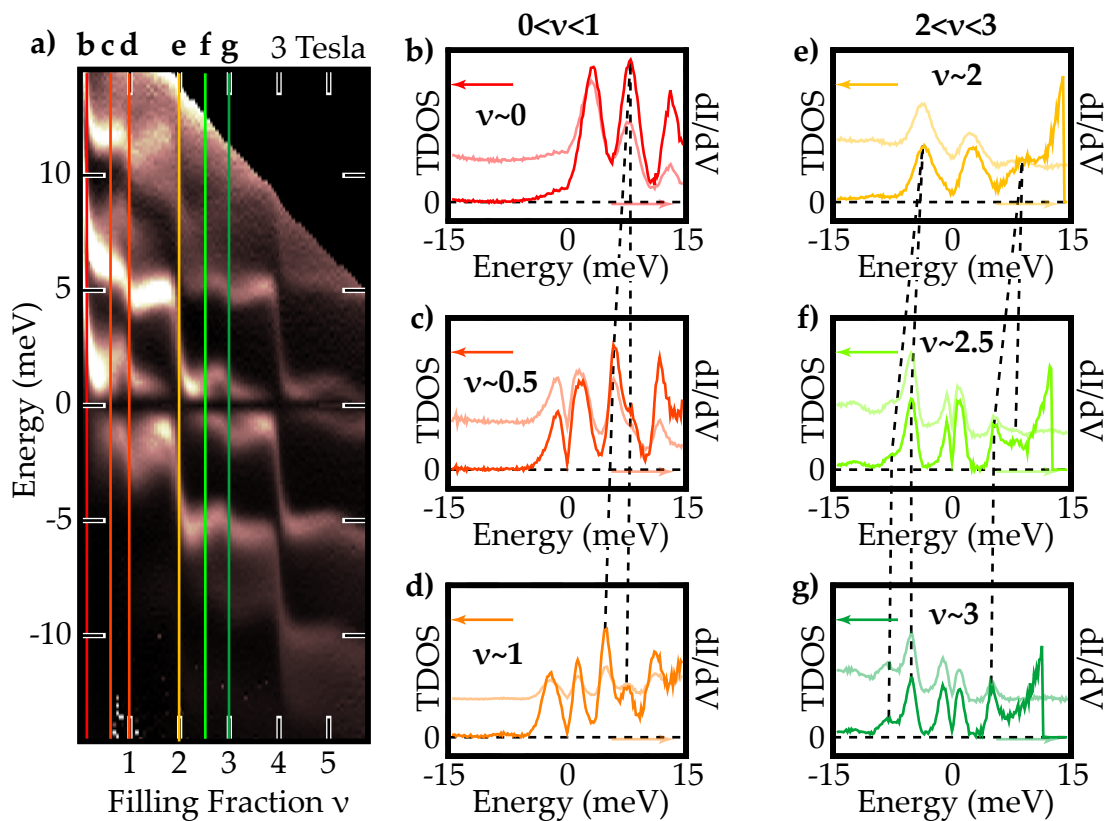 a)
b c d e f g 3 Tesla
10
5
0
-5
-10
Energy (meV)
1 2 3 4 5
Filling Fraction ν
0<ν<1
b)
ν~0
TDOS
dI/dV
0
-15 0 15
Energy (meV)
c)
ν~0.5
TDOS
dI/dV
0
-15 0 15
Energy (meV)
d)
ν~1
TDOS
dI/dV
0
-15 0 15
Energy (meV)
2<ν<3
e)
ν~2
TDOS
dI/dV
0
-15 0 15
Energy (meV)
f)
ν~2.5
TDOS
dI/dV
0
-15 0 15
Energy (meV)
g)
ν~3
TDOS
dI/dV
0
-15 0 15
Energy (meV)